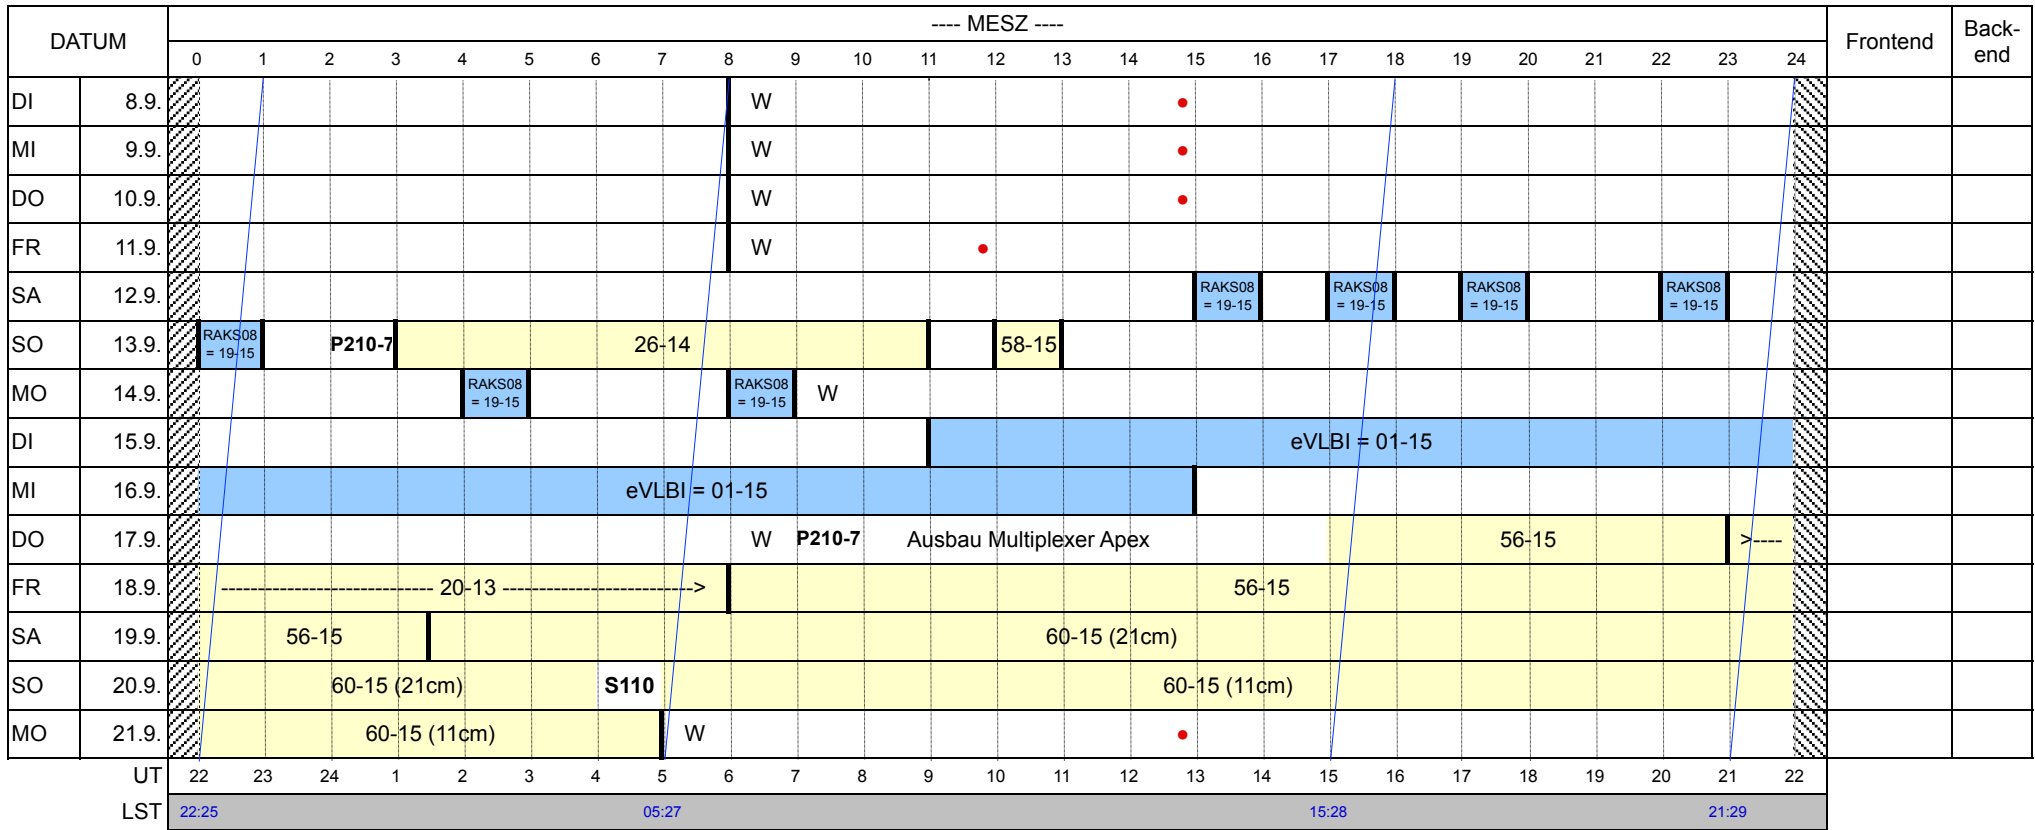 DATUM
---- MESZ ----
Frontend
Back-
end
0 1 2 3 4 5 6 7 8 9 10 11 12 13 14 15 16 17 18 19 20 21 22 23 24
DI 8.9. W
MI 9.9. W
DO 10.9. W
FR 11.9. W
SA 12.9. RAKS08 = 19-15 RAKS08 = 19-15 RAKS08 = 19-15 RAKS08 = 19-15
SO 13.9. RAKS08 = 19-15 P210-7 26-14 58-15
MO 14.9. RAKS08 = 19-15 RAKS08 = 19-15 W
DI 15.9. eVLBI = 01-15
MI 16.9. eVLBI = 01-15
DO 17.9. W P210-7 Ausbau Multiplexer Apex 56-15 >----
FR 18.9. ------------------------------ 20-13 ---------------------------> 56-15
SA 19.9. 56-15 60-15 (21cm)
SO 20.9. 60-15 (21cm) S110 60-15 (11cm)
MO 21.9. 60-15 (11cm) W
UT 22 23 24 1 2 3 4 5 6 7 8 9 10 11 12 13 14 15 16 17 18 19 20 21 22
LST 22:25 05:27 15:28 21:29